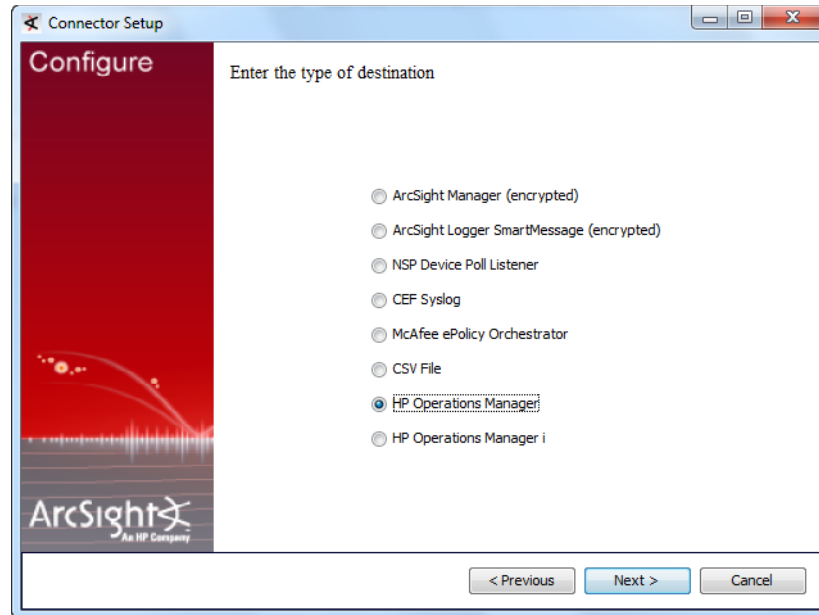 Connector Setup
Configure
Enter the type of destination
ArcSight Manager (encrypted)
ArcSight Logger SmartMessage (encrypted)
NSP Device Poll Listener
CEF Syslog
McAfee ePolicy Orchestrator
CSV File
HP Operations Manager
HP Operations Manager i
ArcSight
An HP Company
< Previous
Next >
Cancel